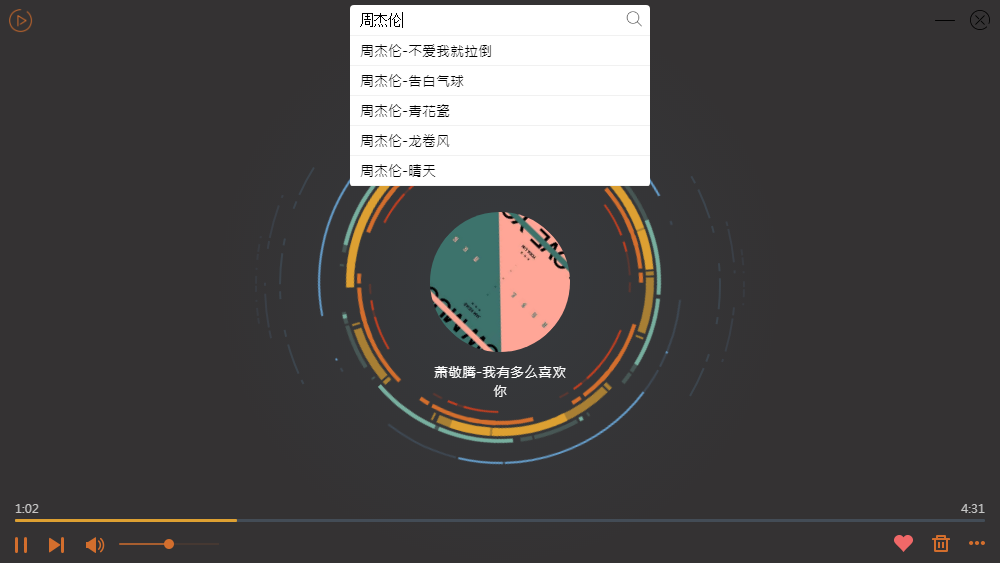 周杰伦
周杰伦-不爱我就拉倒
周杰伦-告白气球
周杰伦-青花瓷
周杰伦-龙卷风
周杰伦-晴天
萧敬腾-我有多么喜欢
你
1:02
4:31